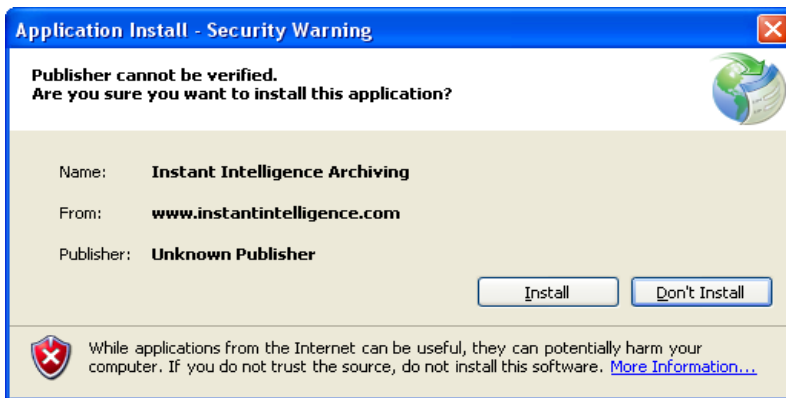 Application Install - Security Warning
Publisher cannot be verified.
Are you sure you want to install this application?
Name: Instant Intelligence Archiving
From: www.instantintelligence.com
Publisher: Unknown Publisher
Install Don't Install
While applications from the Internet can be useful, they can potentially harm your
computer. If you do not trust the source, do not install this software. More Information...